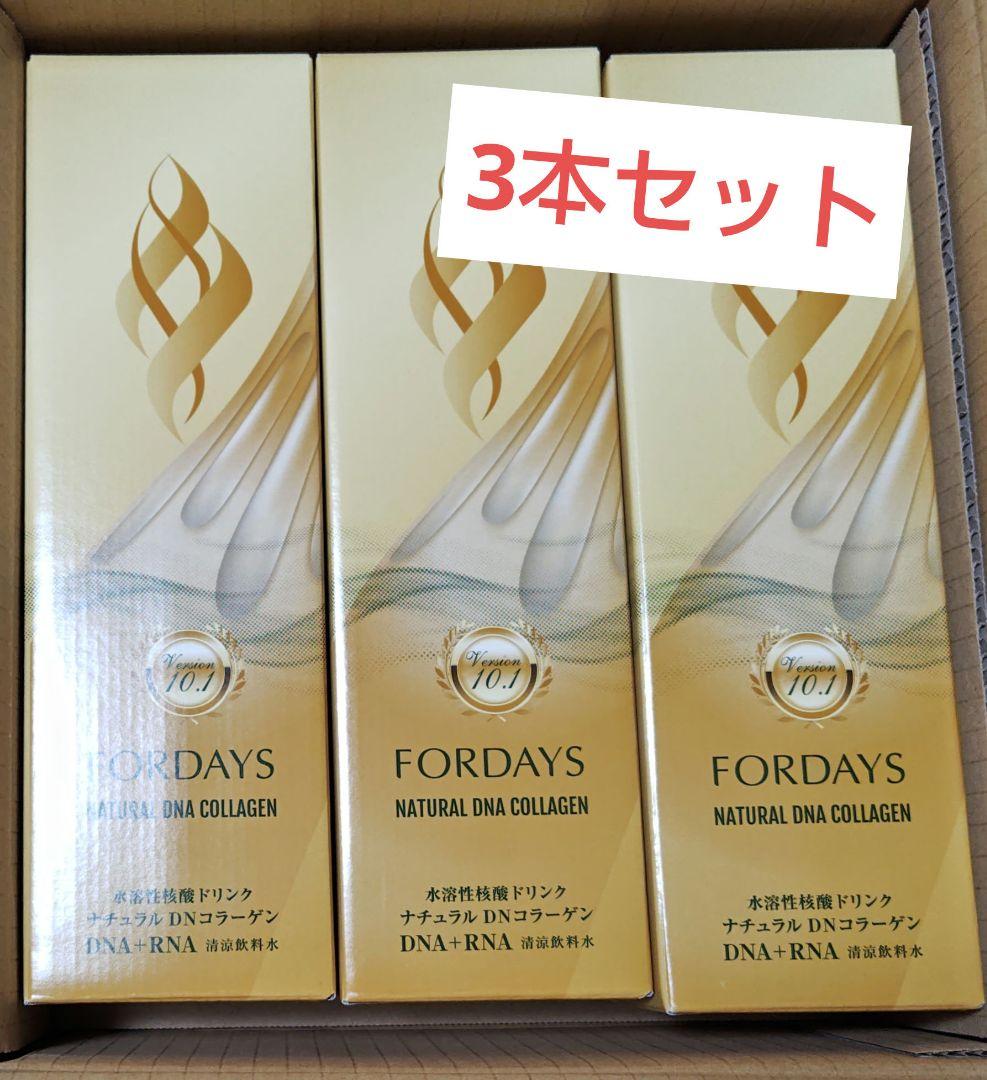 3本セット
Version
10.1
FORDAYS
NATURAL DNA COLLAGEN
水溶性核酸ドリンク
ナチュラル DNコラーゲン
DNA+RNA 清涼飲料水
Version
10.1
FORDAYS
NATURAL DNA COLLAGEN
水溶性核酸ドリンク
ナチュラル DNコラーゲン
DNA+RNA 清涼飲料水
Version
10.1
FORDAYS
NATURAL DNA COLLAGEN
水溶性核酸ドリンク
ナチュラル DNコラーゲン
DNA+RNA 清涼飲料水